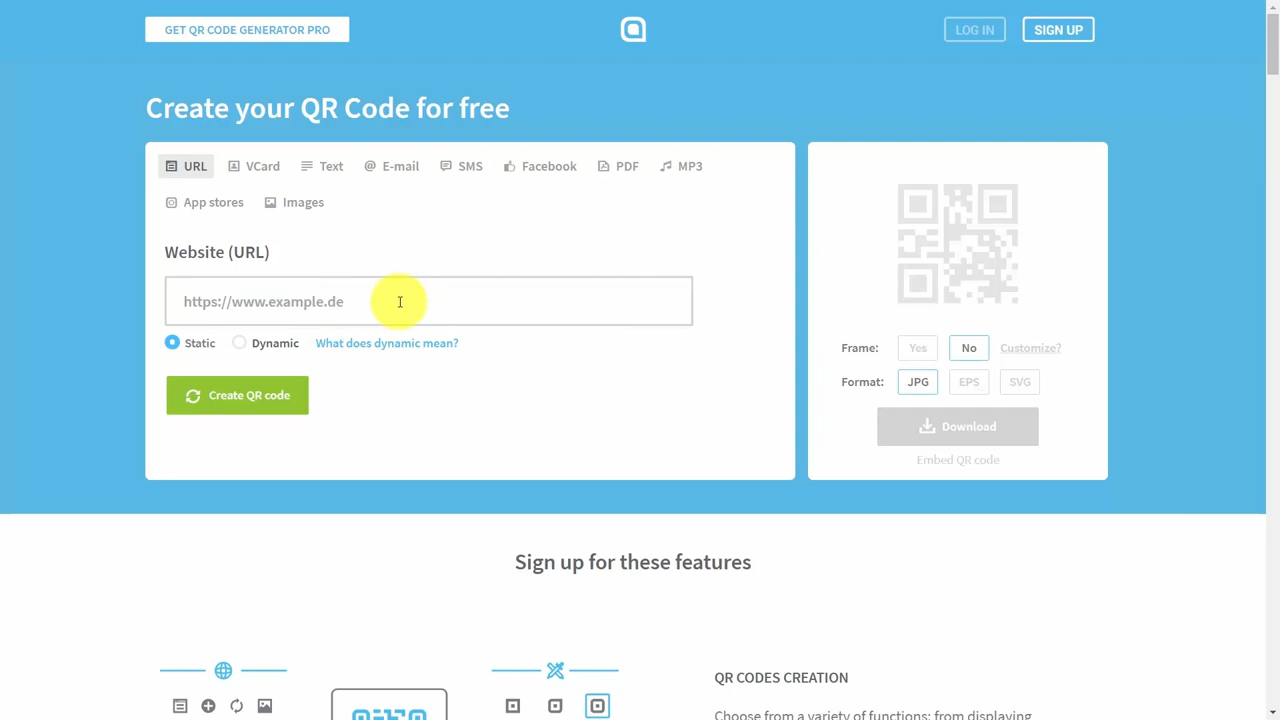 GET QR CODE GENERATOR PRO
LOG IN
SIGN UP
Create your QR Code for free
URL VCard Text E-mail SMS Facebook PDF MP3
App stores Images
Website (URL)
https://www.example.de
Static Dynamic What does dynamic mean?
Create QR code
Frame: Yes No Customize?
Format: JPG EPS SVG
Download
Embed QR code
Sign up for these features
QR CODES CREATION
Choose from a variety of functions: from displaying